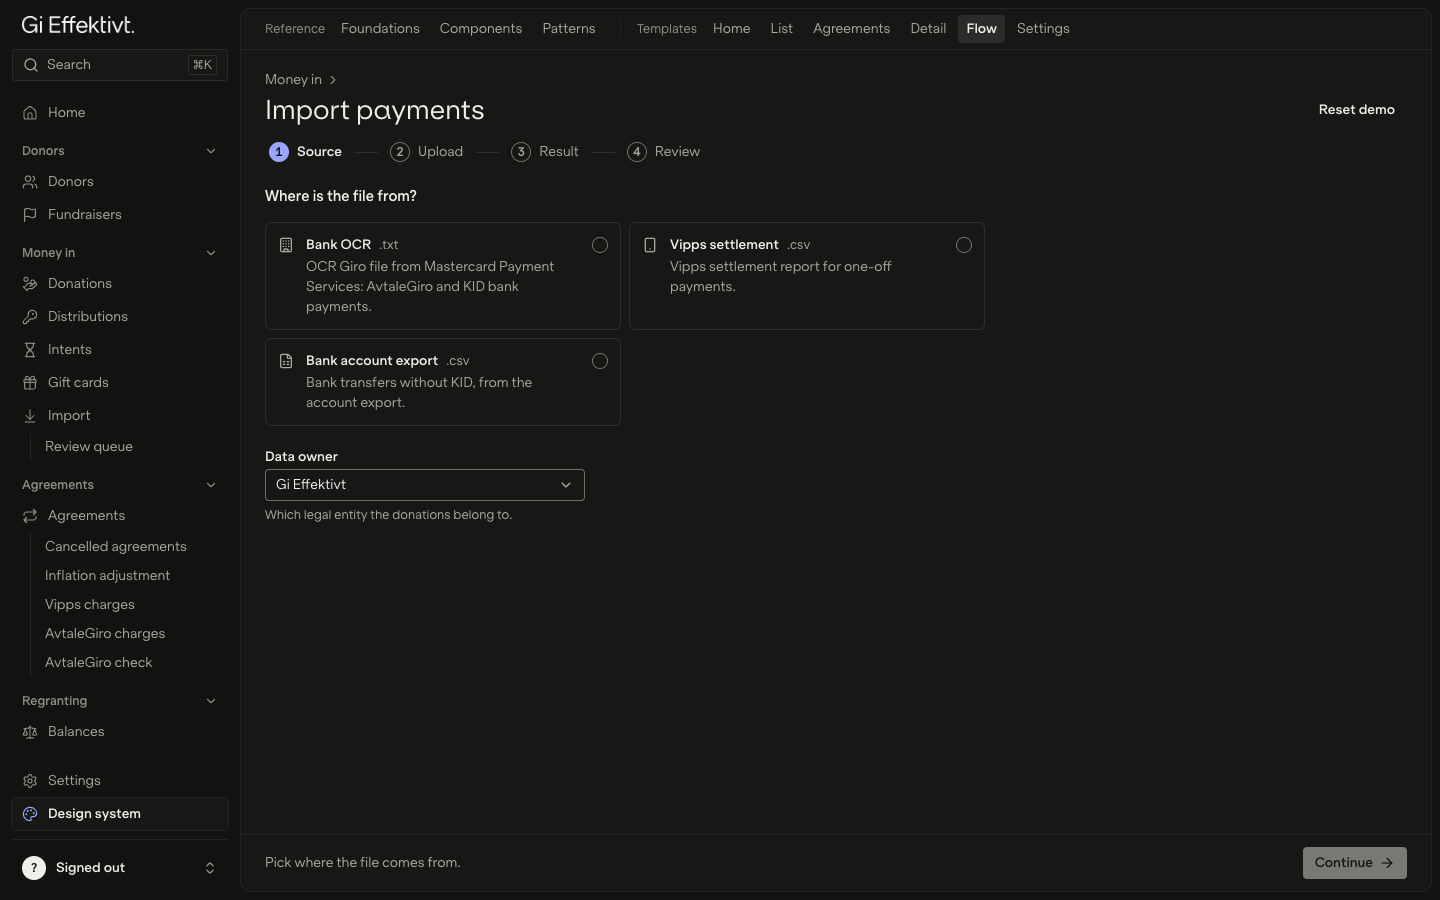 Gi Effektivt.
Search ⌘K
Home
Donors
Donors
Fundraisers
Money in
Donations
Distributions
Intents
Gift cards
Import
Review queue
Agreements
Agreements
Cancelled agreements
Inflation adjustment
Vipps charges
AvtaleGiro charges
AvtaleGiro check
Regranting
Balances
Settings
Design system
? Signed out
Reference Foundations Components Patterns Templates Home List Agreements Detail Flow Settings
Money in
Import payments
Reset demo
1 Source 2 Upload 3 Result 4 Review
Where is the file from?
Bank OCR .txt
OCR Giro file from Mastercard Payment
Services: AvtaleGiro and KID bank
payments.
Vipps settlement .csv
Vipps settlement report for one-off
payments.
Bank account export .csv
Bank transfers without KID, from the
account export.
Data owner
Gi Effektivt
Which legal entity the donations belong to.
Pick where the file comes from.
Continue